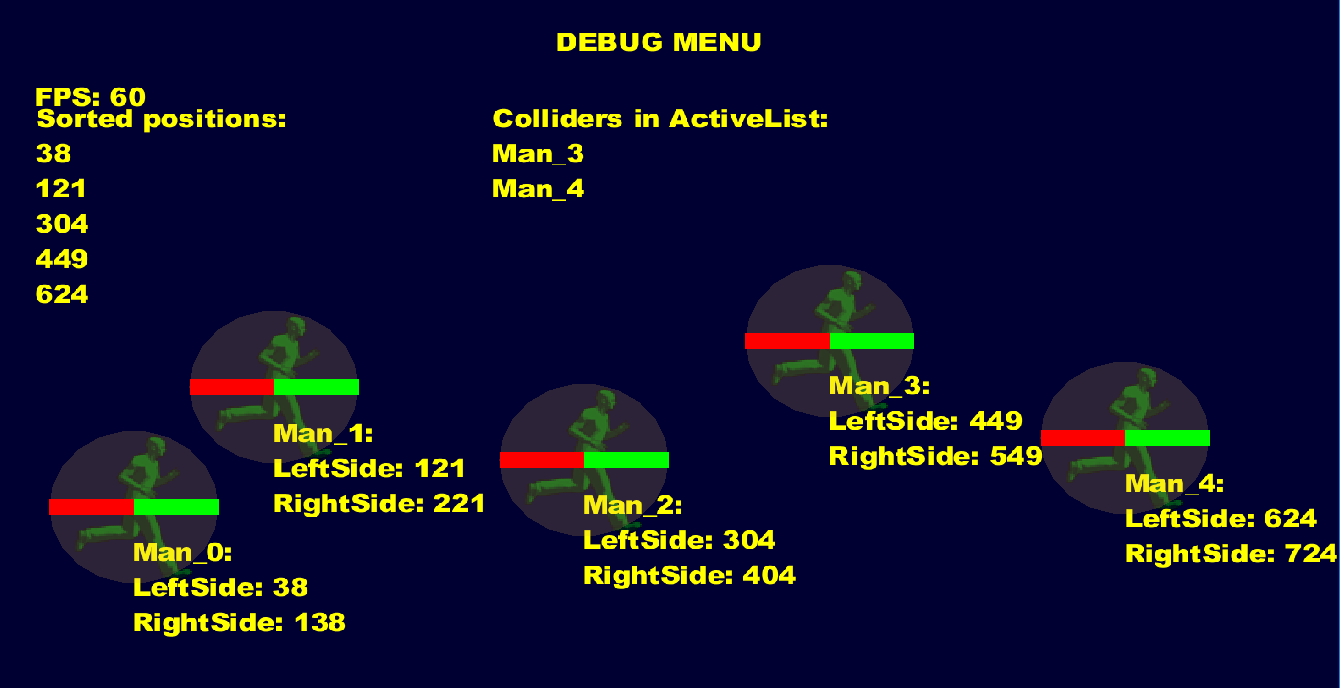 DEBUG MENU
FPS: 60
Sorted positions:
38
121
304
449
624
Colliders in ActiveList:
Man_3
Man_4
Man_0:
LeftSide: 38
RightSide: 138
Man_1:
LeftSide: 121
RightSide: 221
Man_2:
LeftSide: 304
RightSide: 404
Man_3:
LeftSide: 449
RightSide: 549
Man_4:
LeftSide: 624
RightSide: 724